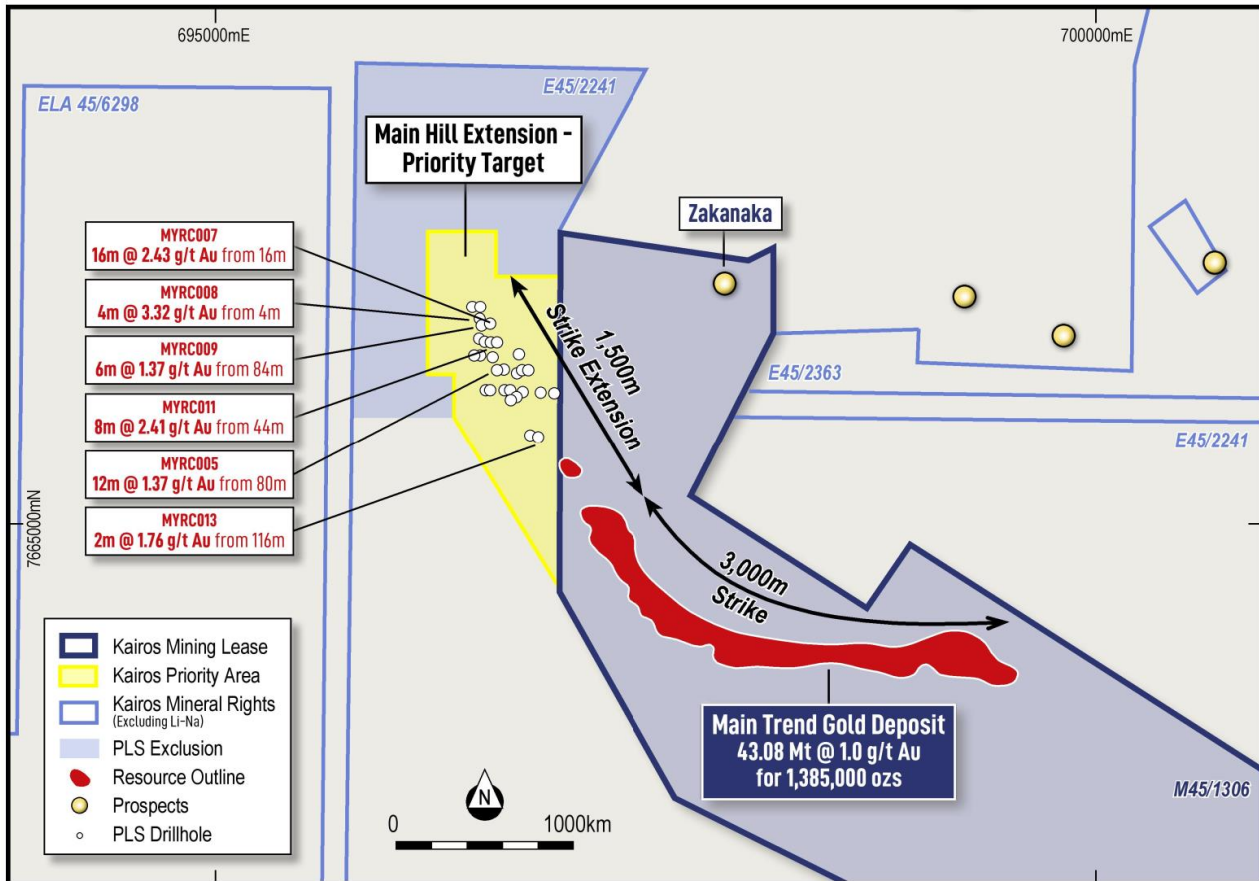 695000mE
700000mE
ELA 45/6298
E45/2241
Main Hill Extension -
Priority Target
Zakanaka
MYRC007
16m @ 2.43 g/t Au from 16m
MYRC008
4m @ 3.32 g/t Au from 4m
MYRC009
6m @ 1.37 g/t Au from 84m
MYRC011
8m @ 2.41 g/t Au from 44m
MYRC005
12m @ 1.37 g/t Au from 80m
MYRC013
2m @ 1.76 g/t Au from 116m
1,500m
Strike Extension
E45/2363
E45/2241
7665000mN
3,000m
Strike
Main Trend Gold Deposit
43.08 Mt @ 1.0 g/t Au
for 1,385,000 ozs
M45/1306
Kairos Mining Lease
Kairos Priority Area
Kairos Mineral Rights
(Excluding Li-Na)
PLS Exclusion
Resource Outline
Prospects
PLS Drillhole
N
0 1000km